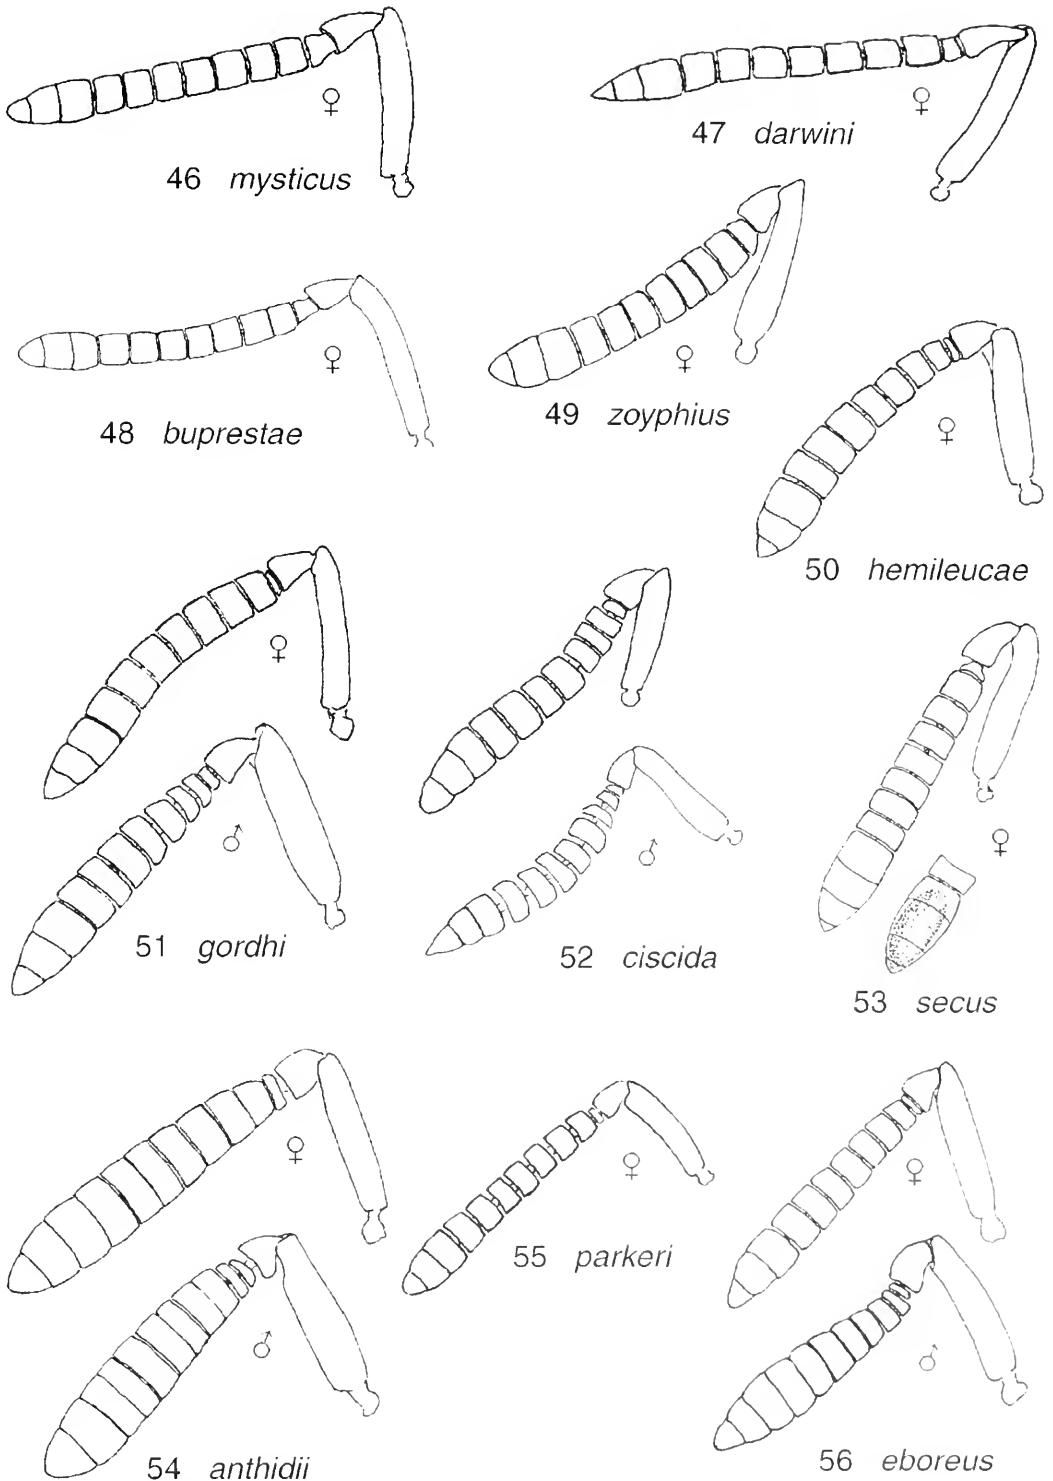 ♀
46 mysticus
♀
47 darwini
♀
48 buprestae
♀
49 zoyphius
♀
50 hemileucae
♀
♂
51 gordhi
♂
52 ciscida
♀
53 secus
♀
♂
54 anthidii
♀
55 parkeri
♀
♂
56 eboreus